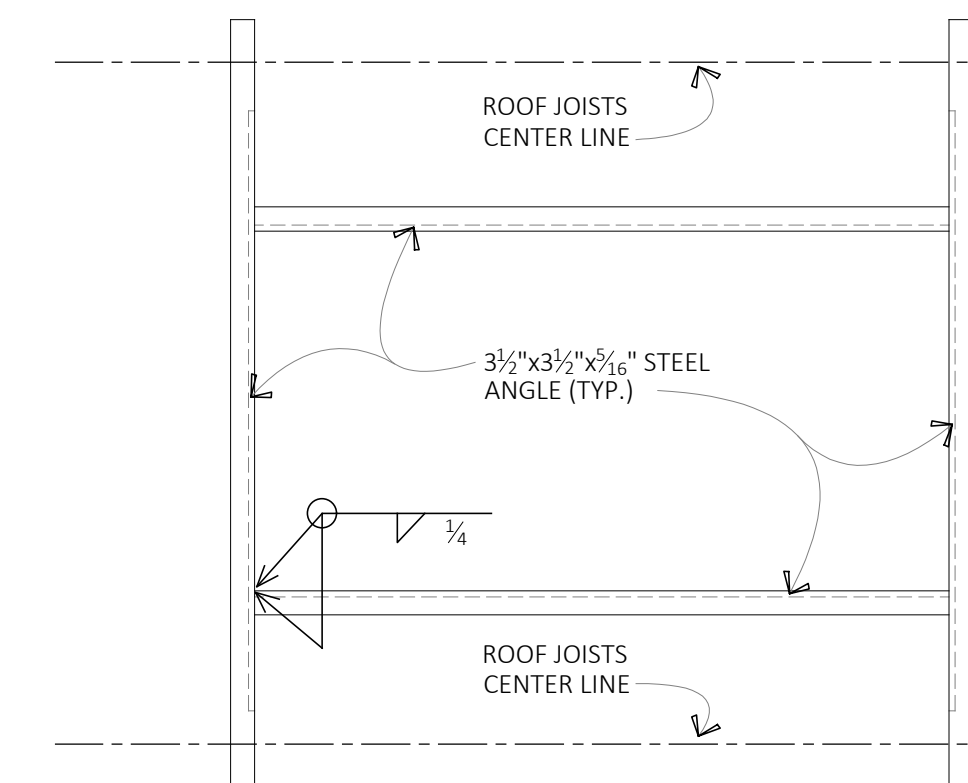 ROOF JOISTS
CENTER LINE
3½"x3½"x5⁄16" STEEL
ANGLE (TYP.)
¼
ROOF JOISTS
CENTER LINE